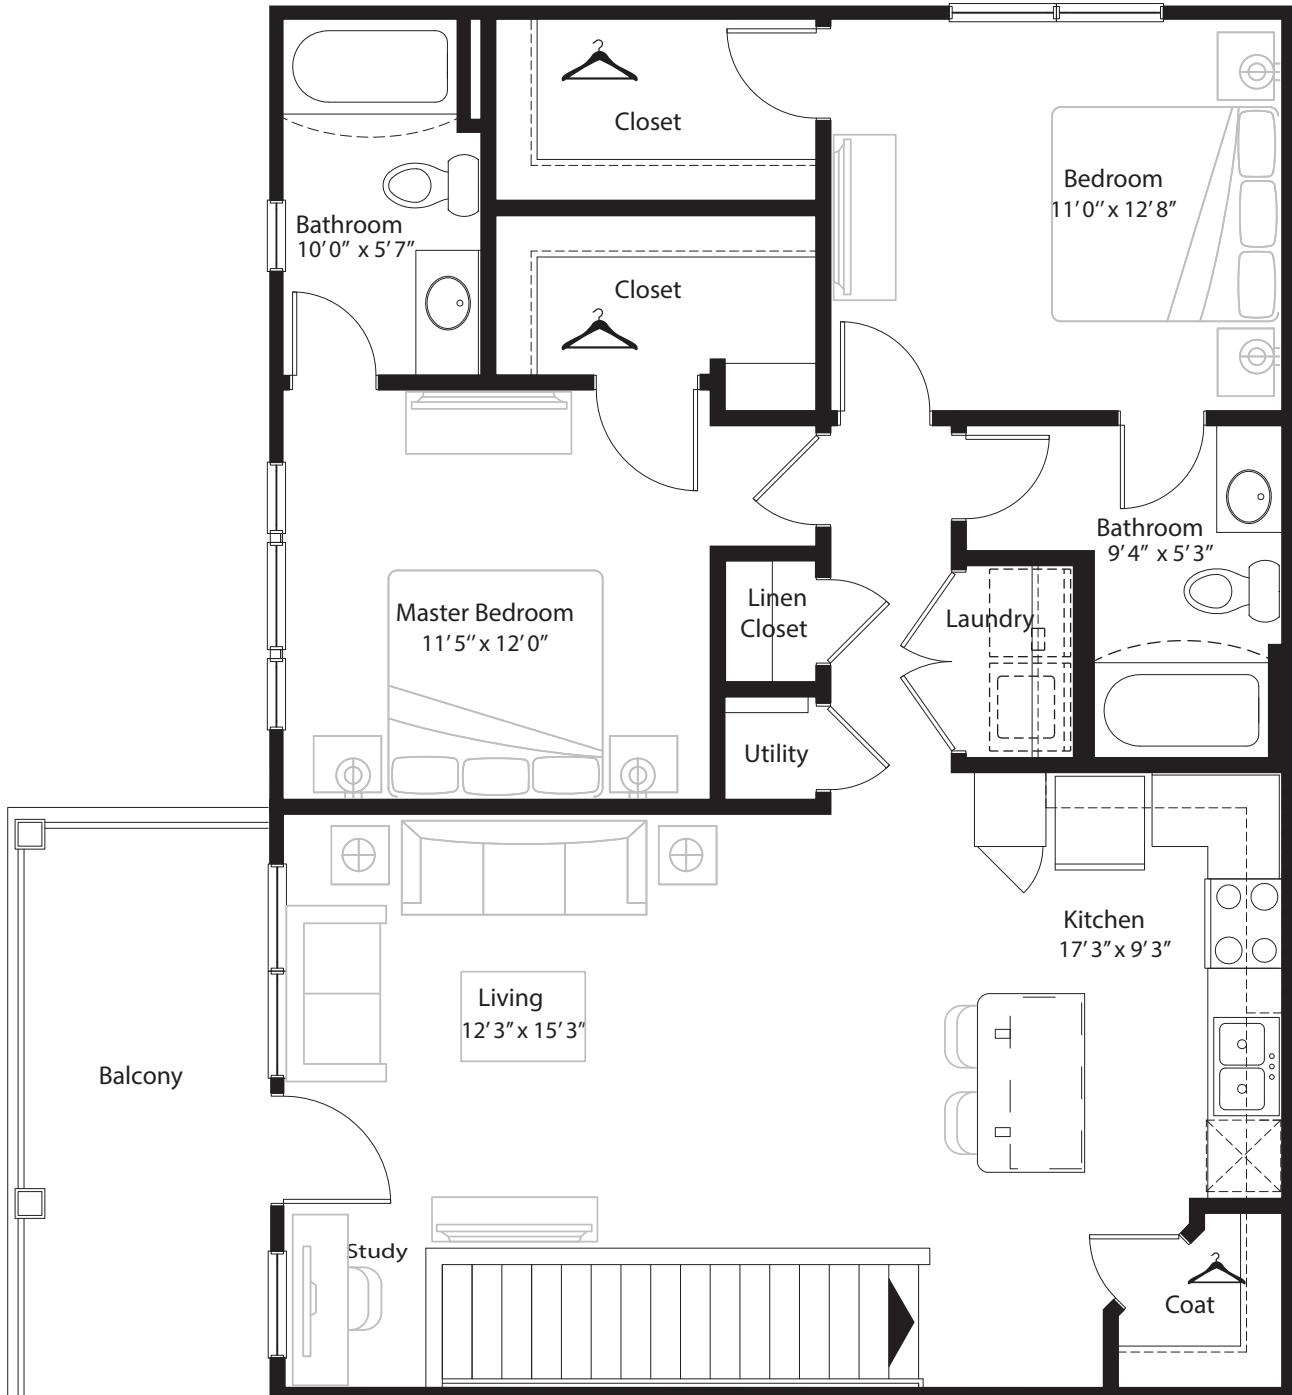 Closet
Bedroom
11'0" x 12'8"
Bathroom
10'0" x 5'7"
Closet
Bathroom
9'4" x 5'3"
Linen
Closet
Laundry
Master Bedroom
11'5" x 12'0"
Utility
Kitchen
17'3" x 9'3"
Living
12'3" x 15'3"
Balcony
Study
Coat